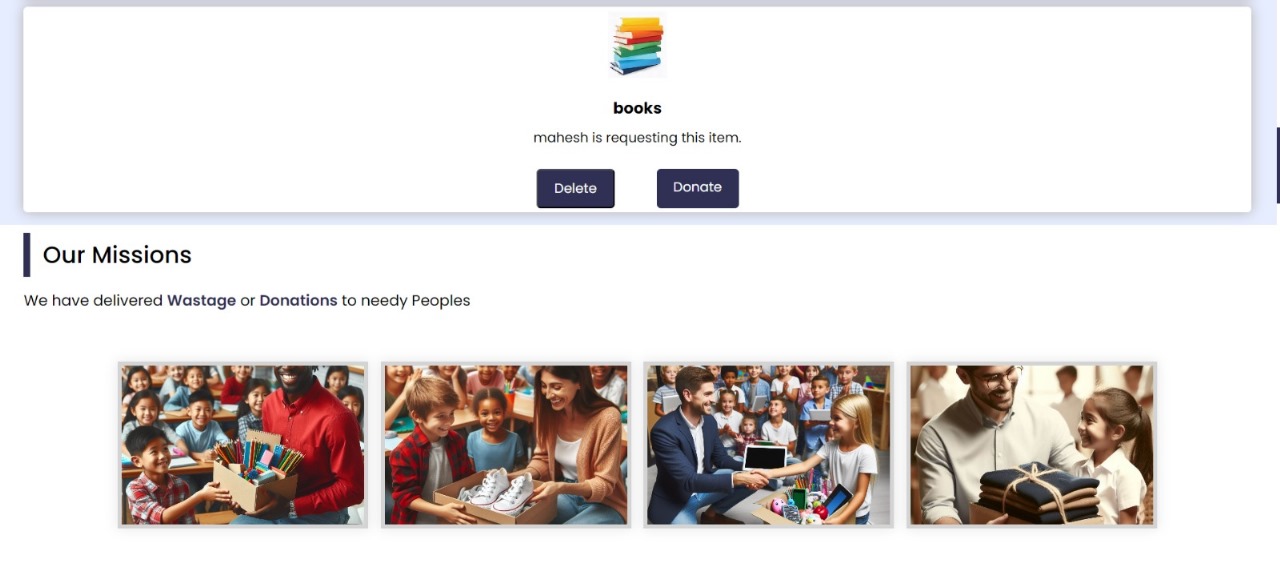 books
mahesh is requesting this item.
Delete Donate
Our Missions
We have delivered Wastage or Donations to needy Peoples